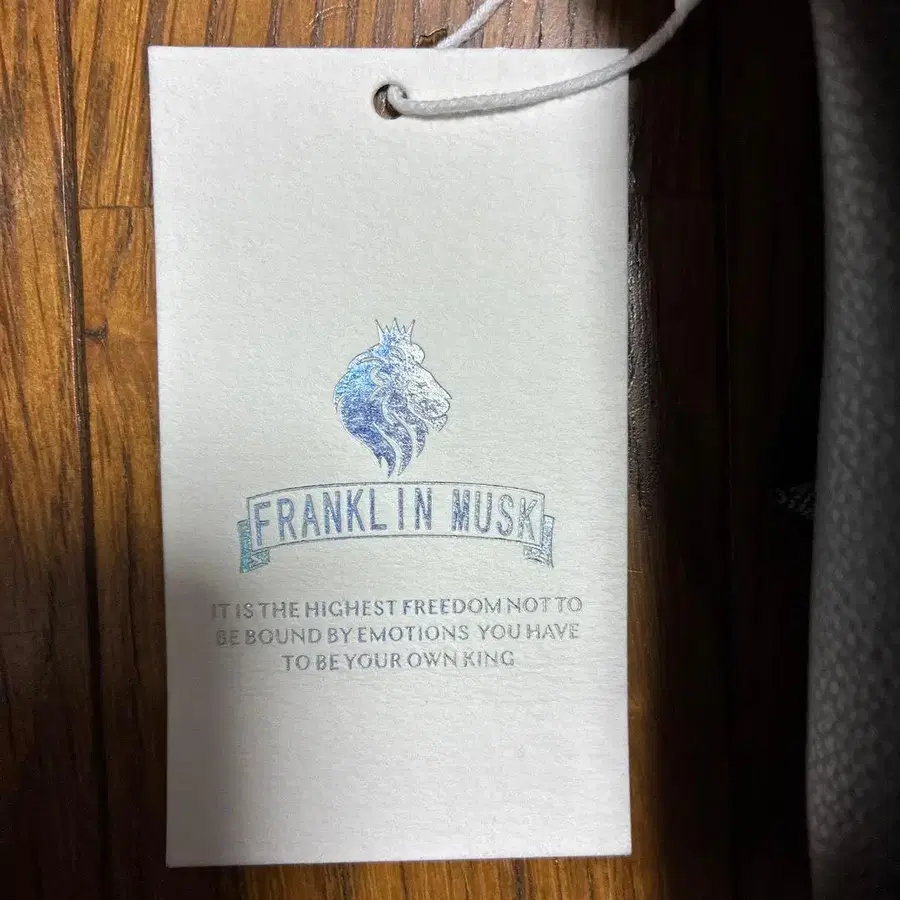 FRANKLIN MUSK
IT IS THE HIGHEST FREEDOM NOT TO
BE BOUND BY EMOTIONS YOU HAVE
TO BE YOUR OWN KING